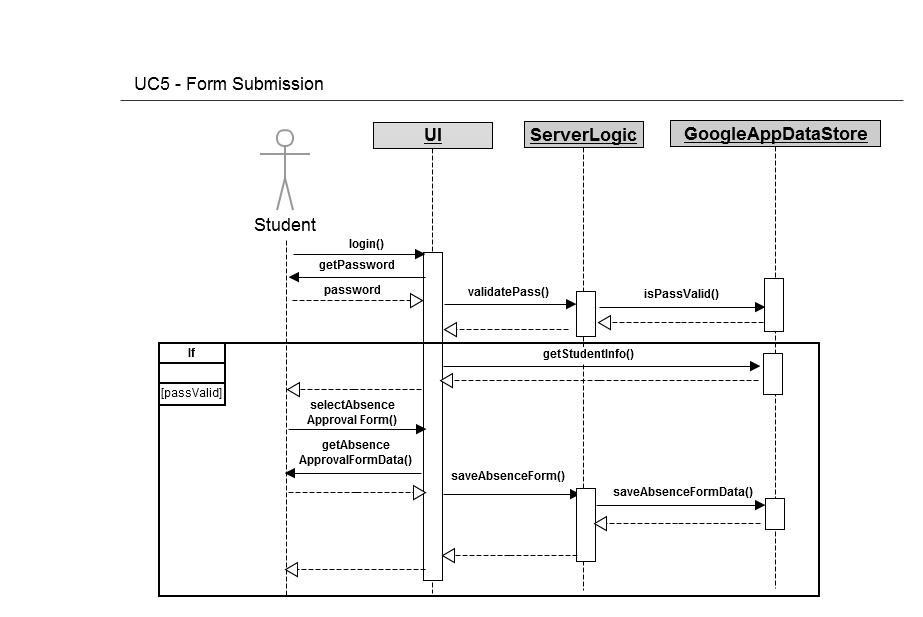 UC5 - Form Submission
UI
ServerLogic
GoogleAppDataStore
Student
login()
getPassword
password
validatePass()
isPassValid()
If
[passValid]
getStudentInfo()
selectAbsence
Approval Form()
getAbsence
ApprovalFormData()
saveAbsenceForm()
saveAbsenceFormData()